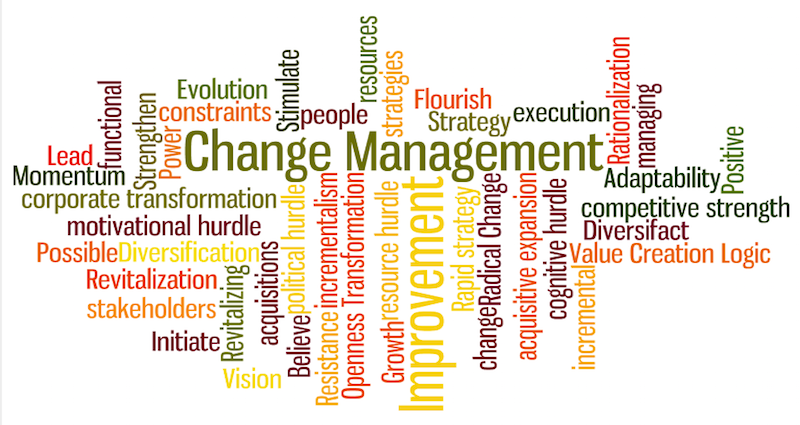 resources
Stimulate
strategies
Rationalization
functional
Evolution
Flourish
managing
Strengthen
constraints
people
Strategy
execution
Power
Positive
Lead
Change Management
Momentum
Adaptability
corporate transformation
competitive strength
motivational hurdle
Diversifact
Possible
Diversification
Value Creation Logic
political hurdle
incrementalism
Transformation
resource hurdle
Improvement
Rapid strategy
Radical Change
acquisitive expansion
cognitive hurdle
acquisitions
Revitalization
Revitalizing
incremental
stakeholders
Believe
Resistance
Openness
Growth
change
Initiate
Vision